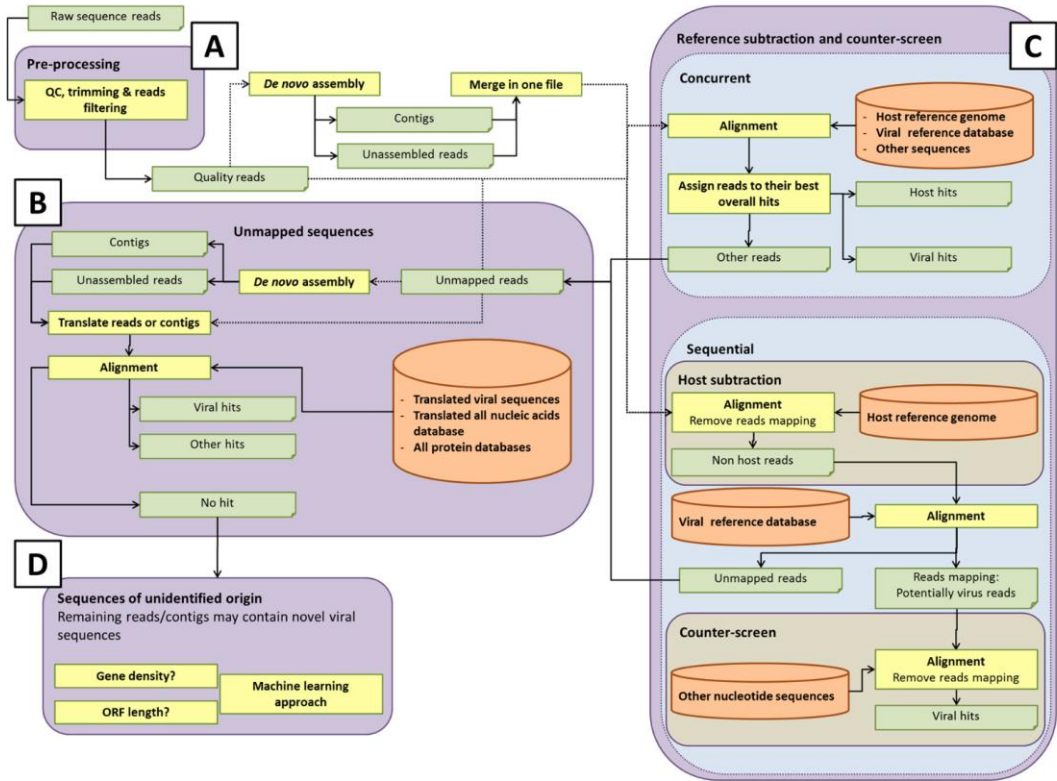 Raw sequence reads
A
Pre-processing
QC, trimming & reads
filtering
Quality reads
De novo assembly
Contigs
Unassembled reads
Merge in one file
B
Unmapped sequences
Contigs
Unassembled reads
De novo assembly
Unmapped reads
Translate reads or contigs
Alignment
Viral hits
Other hits
No hit
- Translated viral sequences
- Translated all nucleic acids
database
- All protein databases
D
Sequences of unidentified origin
Remaining reads/contigs may contain novel viral
sequences
Gene density?
ORF length?
Machine learning
approach
C
Reference subtraction and counter-screen
Concurrent
Alignment
- Host reference genome
- Viral reference database
- Other sequences
Assign reads to their best
overall hits
Host hits
Other reads
Viral hits
Sequential
Host subtraction
Alignment
Remove reads mapping
Host reference genome
Non host reads
Viral reference database
Alignment
Unmapped reads
Reads mapping:
Potentially virus reads
Counter-screen
Other nucleotide sequences
Alignment
Remove reads mapping
Viral hits